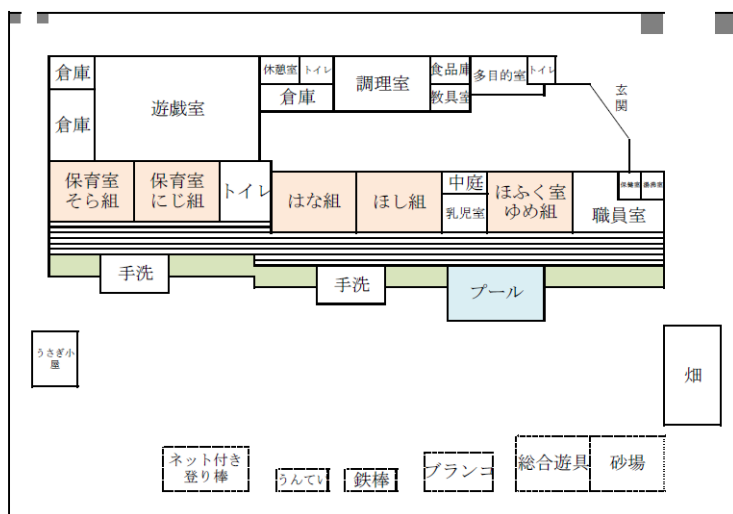 倉庫
休憩室
トイレ
調理室
食品庫
多目的室
トイレ
遊戯室
倉庫
倉庫
教具室
玄関
保育室
そら組
保育室
にじ組
トイレ
はな組
ほし組
中庭
乳児室
ほふく室
ゆめ組
保健室
職員室
手洗
手洗
プール
うさぎ小
屋
畑
ネット付き
登り棒
うんてい
鉄棒
ブランコ
総合遊具
砂場